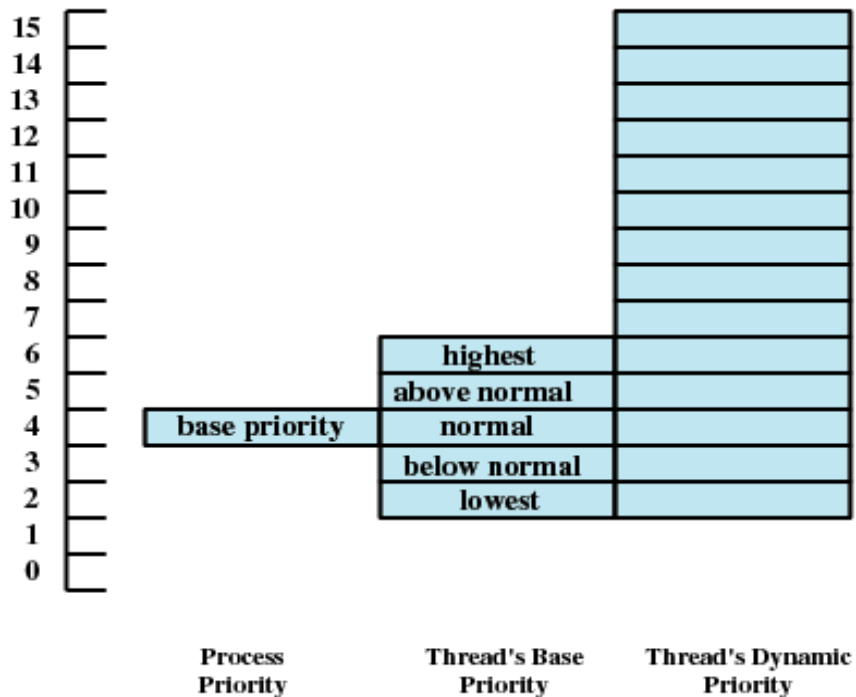 15
14
13
12
11
10
9
8
7
6
5
4
3
2
1
0
highest
above normal
base priority
normal
below normal
lowest
Process
Priority
Thread's Base
Priority
Thread's Dynamic
Priority